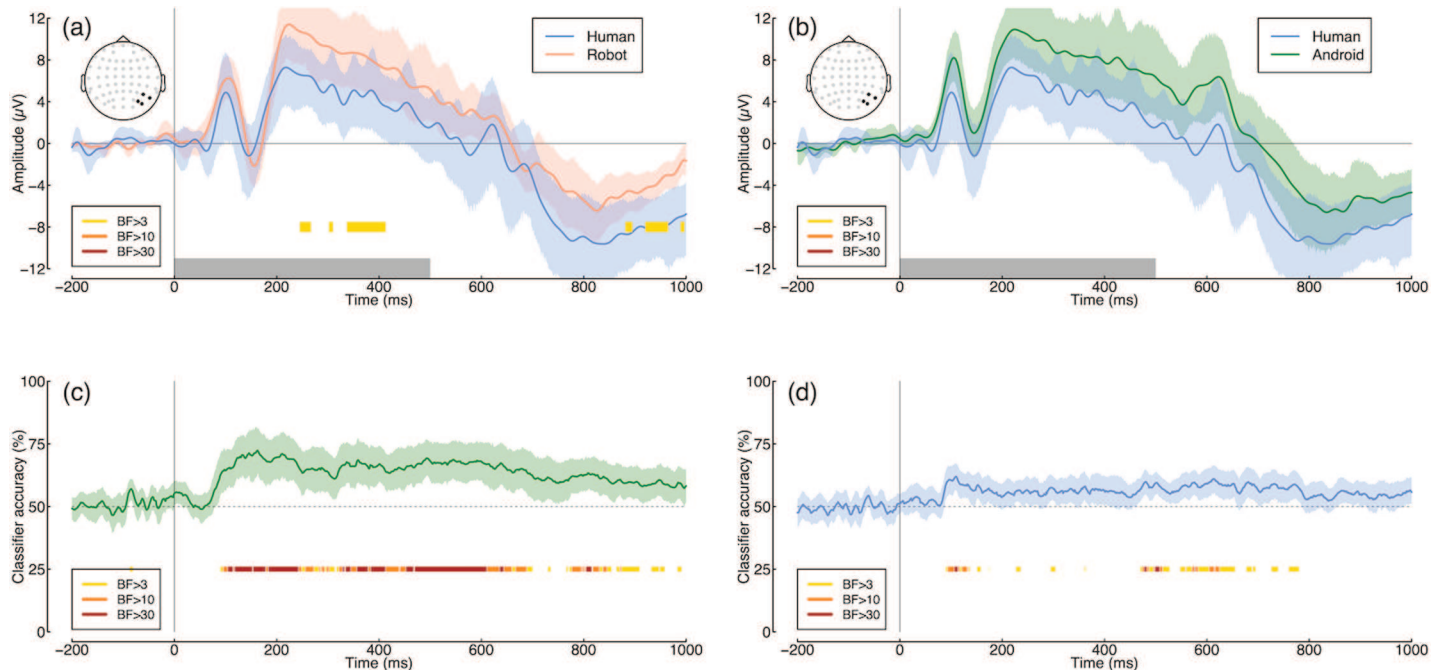 (a)
12
8
4
0
−4
−8
−12
Amplitude (µV)
Human
Robot
BF>3
BF>10
BF>30
−200 0 200 400 600 800 1000
Time (ms)
(b)
12
8
4
0
−4
−8
−12
Amplitude (µV)
Human
Android
BF>3
BF>10
BF>30
−200 0 200 400 600 800 1000
Time (ms)
(c)
100
75
50
25
0
Classifier accuracy (%)
BF>3
BF>10
BF>30
−200 0 200 400 600 800 1000
Time (ms)
(d)
100
75
50
25
0
Classifier accuracy (%)
BF>3
BF>10
BF>30
−200 0 200 400 600 800 1000
Time (ms)